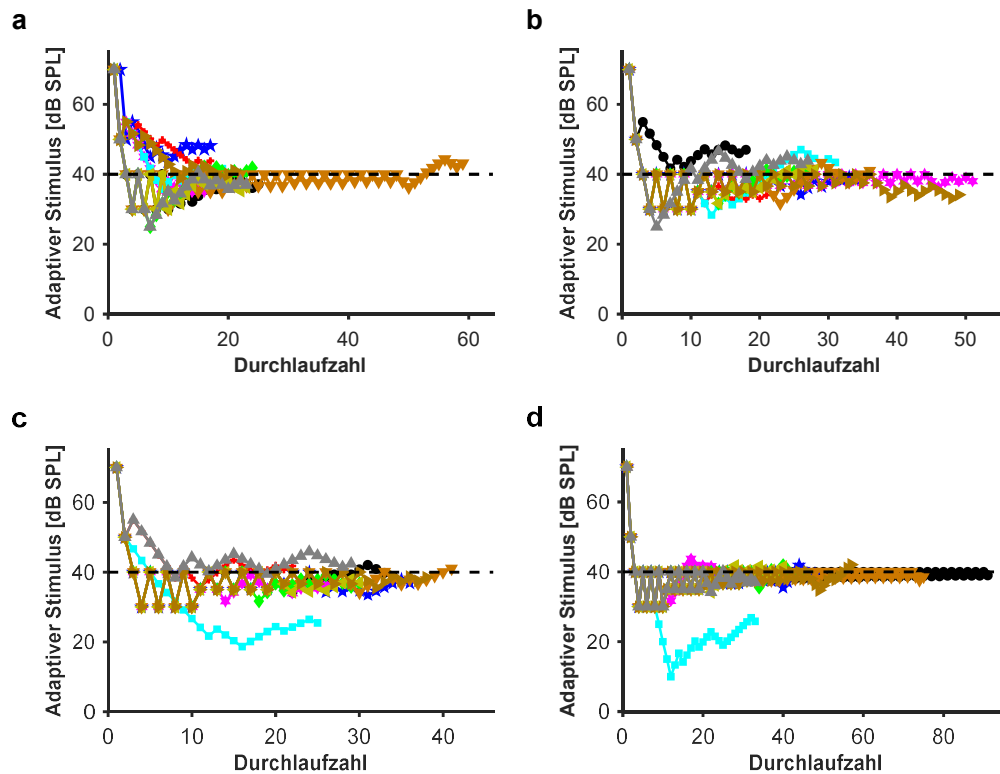 a
Adaptiver Stimulus [dB SPL]
60
40
20
0
0 20 40 60
Durchlaufzahl
b
Adaptiver Stimulus [dB SPL]
60
40
20
0
0 10 20 30 40 50
Durchlaufzahl
c
Adaptiver Stimulus [dB SPL]
60
40
20
0
0 10 20 30 40
Durchlaufzahl
d
Adaptiver Stimulus [dB SPL]
60
40
20
0
0 20 40 60 80
Durchlaufzahl